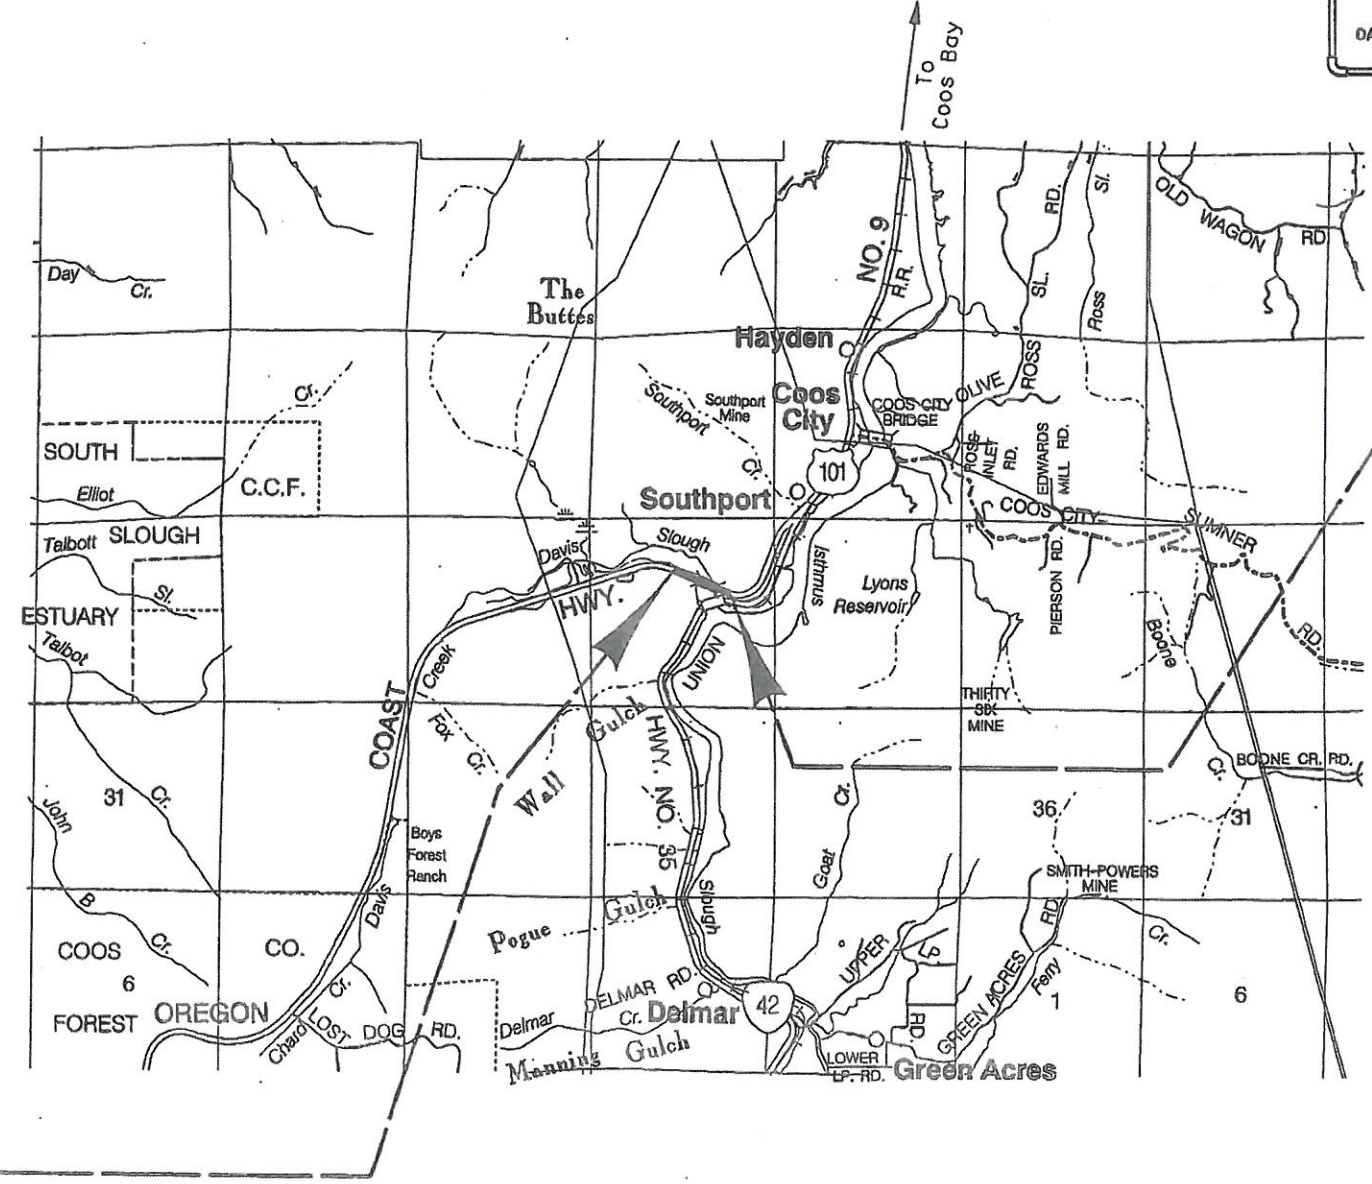 DA
To
Coos Bay
NO. 9
R.R.
SL.
RD.
Sl.
OLD WAGON RD.
Day
Cr.
The
Buttes
Hayden
ROSS
Ross
Cr.
Southport
Cr.
Southport
Mine
Coos
City
COOS CITY
BRIDGE
OLIVE
SOUTH
C.C.F.
Elliot
101
ROSS
INLET
RD.
EDWARDS
MILL RD.
Southport
COOS CITY-
SUMNER
RD.
Talbott
SLOUGH
Davis
Slough
Isthmus
Lyons
Reservoir
PIERSON RD.
Sl.
ESTUARY
HWY.
Talbot
UNION
Boone
Creek
COAST
Fox
Cr.
Gulch
Wall
HWY. NO. 35
THIRTY
SIX
MINE
Cr.
BOONE CR. RD.
31
Cr.
John
B
Cr.
Boys
Forest
Ranch
Cr.
Goat
36
31
SMITH-POWERS
MINE
RD.
Cr.
Davis
Cr.
Pogue
Gulch
Slough
COOS
CO.
6
UPPER
LP.
RD.
GREEN ACRES
Ferry
1
6
FOREST
OREGON
Chard
LOST DOG RD.
DELMAR RD.
Delmar
Cr.
Delmar
42
Manning
Gulch
LOWER
LP. RD.
Green Acres